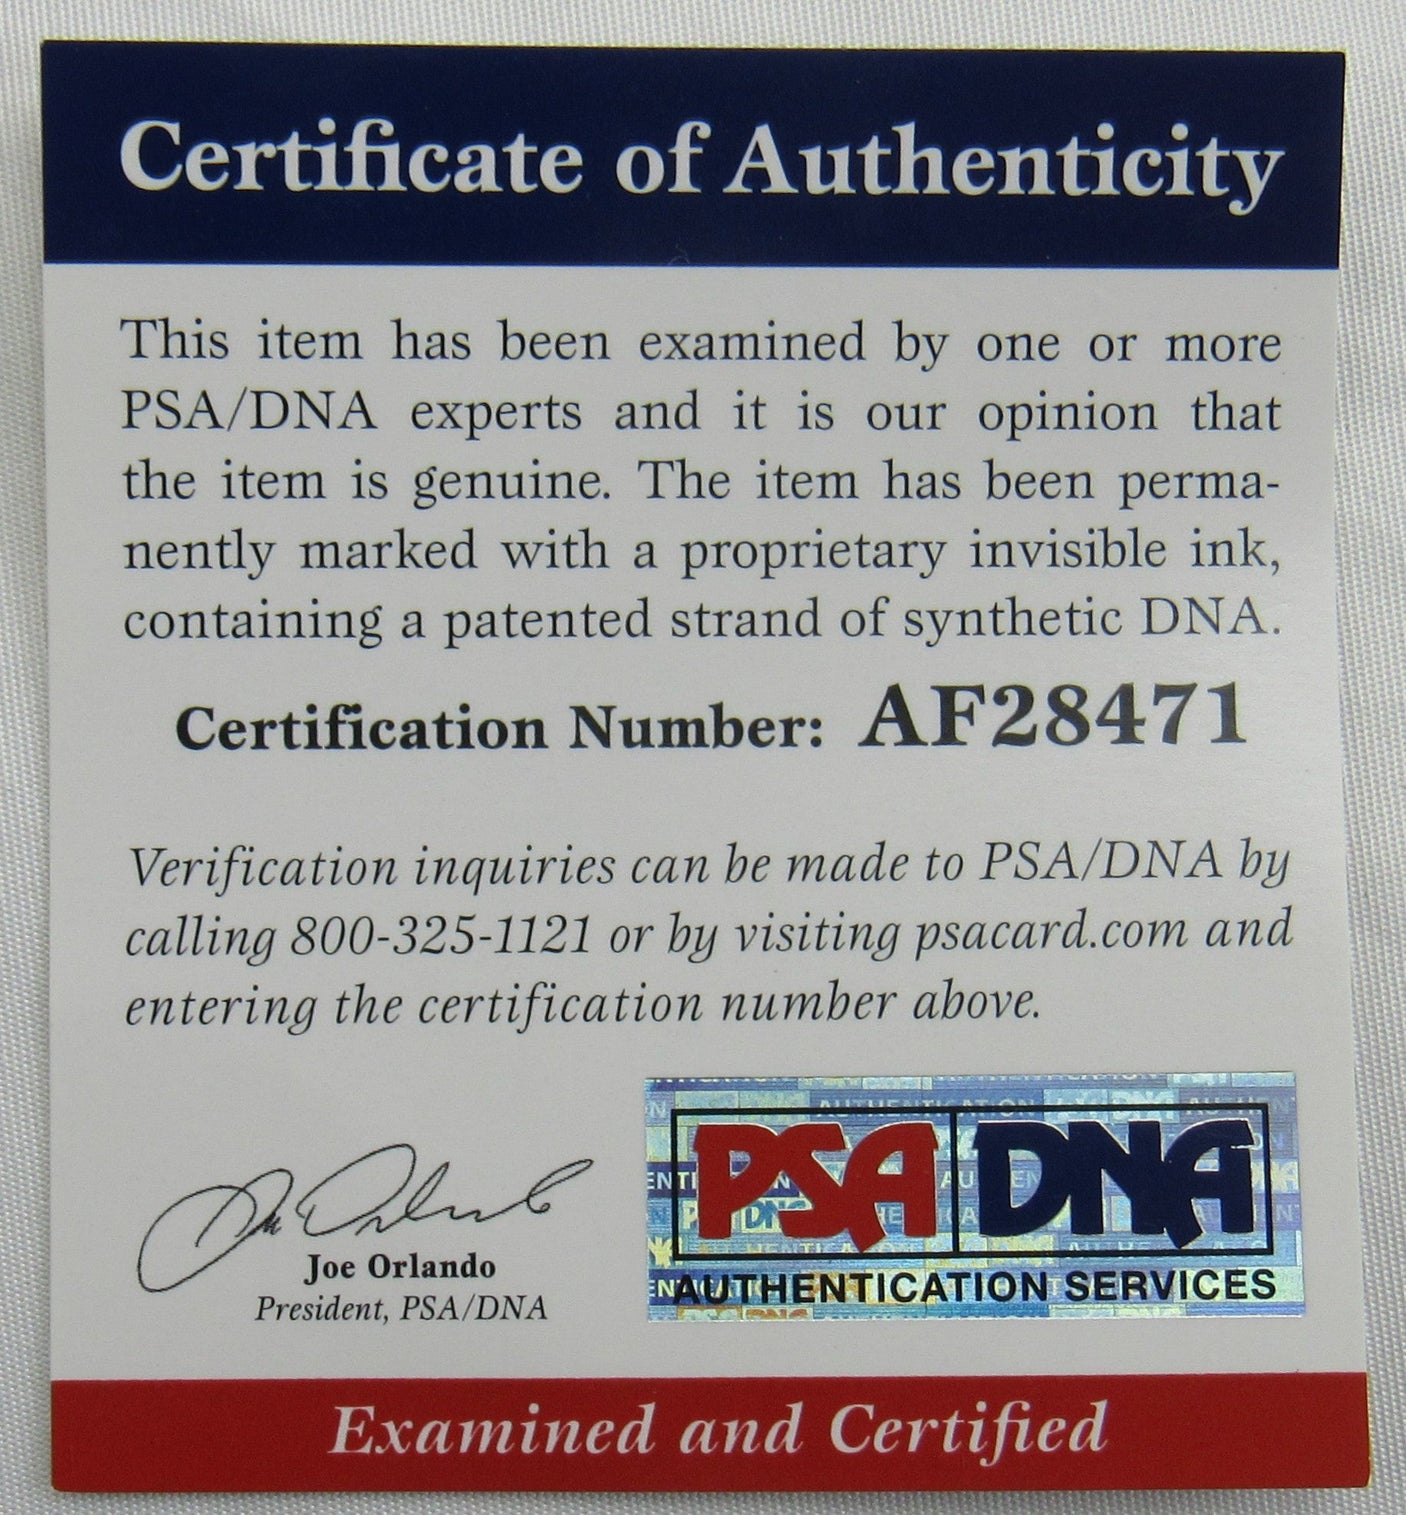 Certificate of Authenticity
This item has been examined by one or more
PSA/DNA experts and it is our opinion that
the item is genuine. The item has been perma-
nently marked with a proprietary invisible ink,
containing a patented strand of synthetic DNA.
Certification Number: AF28471
Verification inquiries can be made to PSA/DNA by
calling 800-325-1121 or by visiting psacard.com and
entering the certification number above.
Joe Orlando
President, PSA/DNA
PSA DNA
AUTHENTICATION SERVICES
Examined and Certified